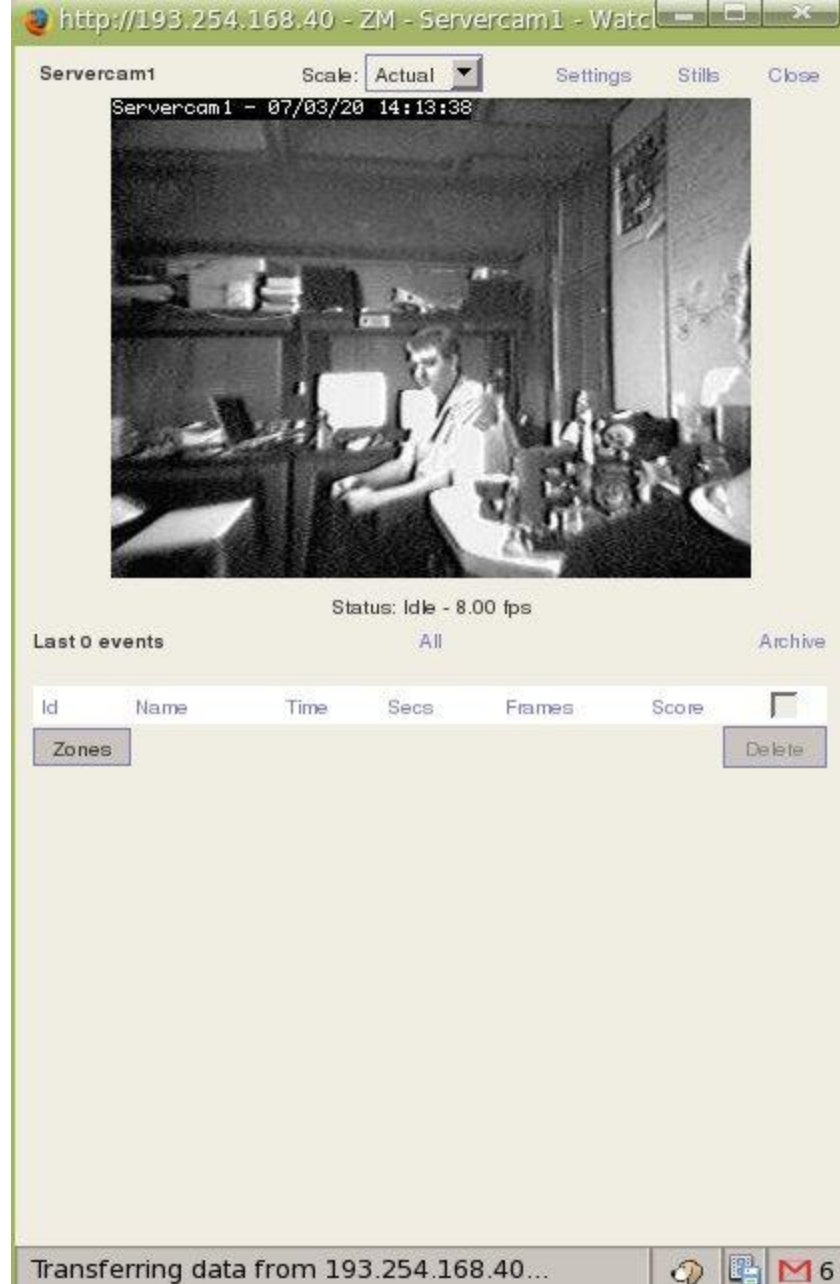 http://193.254.168.40 - ZM - Servercam1 - Watc
Servercam1 Scale: Actual Settings Stills Close
Servercam1 - 07/03/20 14:13:38
Status: Idle - 8.00 fps
Last 0 events All Archive
Id Name Time Secs Frames Score
Zones Delete
Transferring data from 193.254.168.40... 6